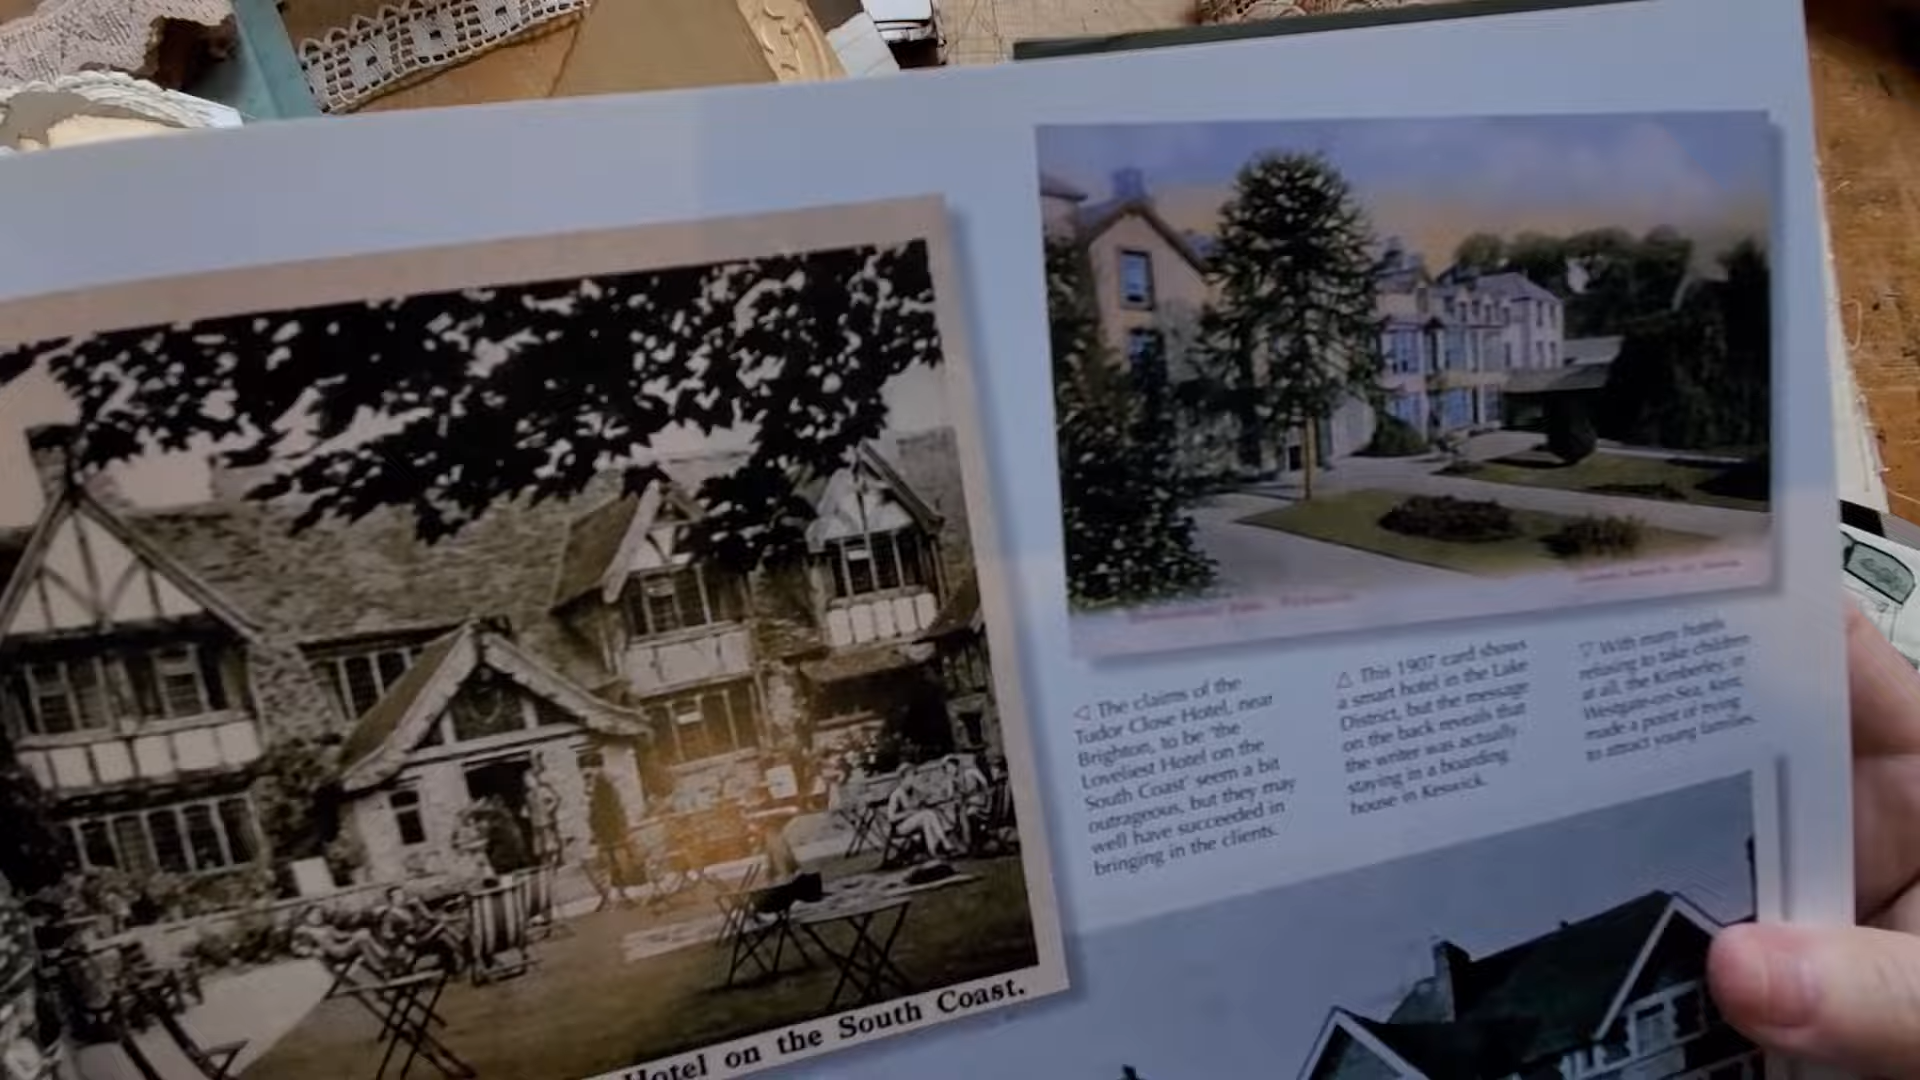 ◁ The claims of the
Tudor Close Hotel, near
Brighton, to be 'the
Loveliest Hotel on the
South Coast' seem a bit
outrageous, but they may
well have succeeded in
bringing in the clients.
△ This 1907 card shows
a smart hotel in the Lake
District, but the message
on the back reveals that
the writer was actually
staying in a boarding
house in Keswick.
▽ With many hotels
refusing to take children
at all, the Kimberley, in
Westgate-on-Sea, Kent,
made a point of trying
to attract young families.
Hotel on the South Coast.